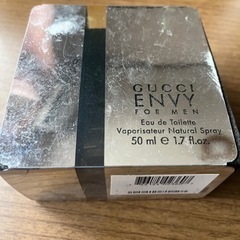 GUCCI
ENVY
FOR MEN
Eau de Toilette
Vaporisateur Natural Spray
50 ml e 1.7 fl.oz.